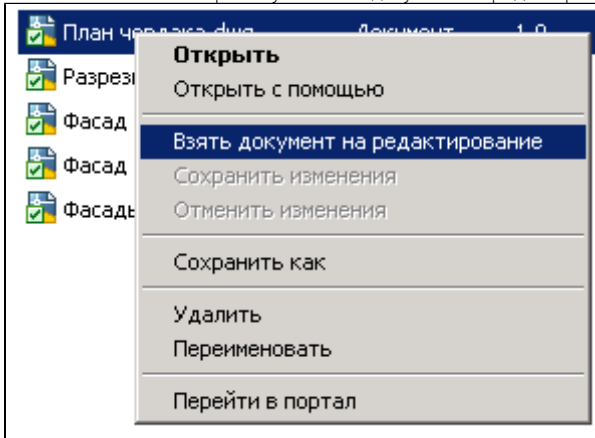 План чердака.dwg Документ 1.0
Открыть
Разрезы
Открыть с помощью
Фасад
Взять документ на редактирование
Фасад
Сохранить изменения
Фасады
Отменить изменения
Сохранить как
Удалить
Переименовать
Перейти в портал